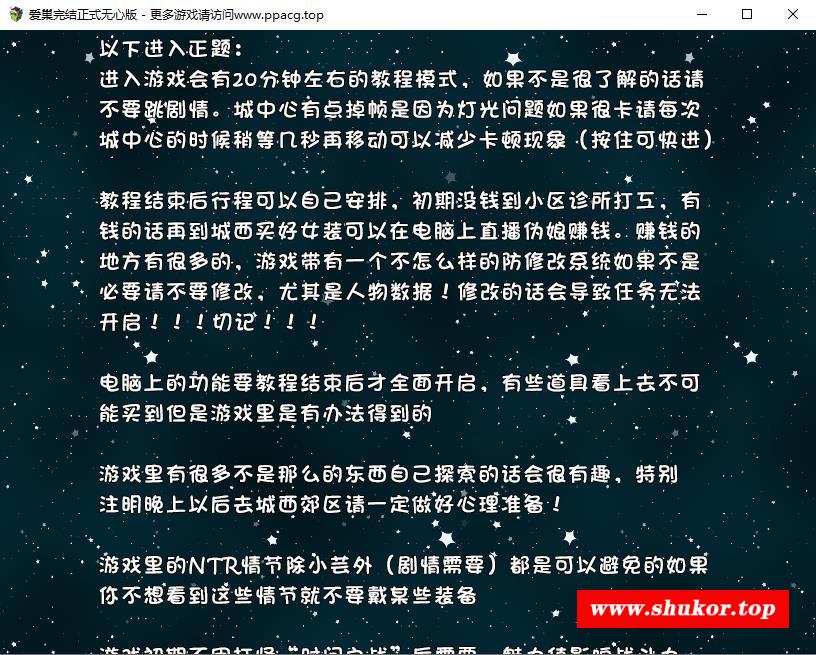 爱巢完结正式无心版 - 更多游戏请访问www.ppacg.top
以下进入正题：
进入游戏会有20分钟左右的教程模式，如果不是很了解的话请
不要跳剧情。城中心有点掉帧是因为灯光问题如果很卡请每次
城中心的时候稍等几秒再移动可以减少卡顿现象（按住可快进）
教程结束后行程可以自己安排，初期没钱到小区诊所打互，有
钱的话再到城西买好女装可以在电脑上直播伪娘赚钱。赚钱的
地方有很多的，游戏带有一个不怎么样的防修改系统如果不是
必要请不要修改，尤其是人物数据！修改的话会导致任务无法
开启！！！切记！！！
电脑上的功能要教程结束后才全面开启，有些道具看上去不可
能买到但是游戏里是有办法得到的
游戏里有很多不是那么的东西自己探索的话会很有趣，特别
注明晚上以后去城西郊区请一定做好心理准备！
游戏里的NTR情节除小芸外（剧情需要）都是可以避免的如果
你不想看到这些情节就不要戴某些装备
www.shukor.top